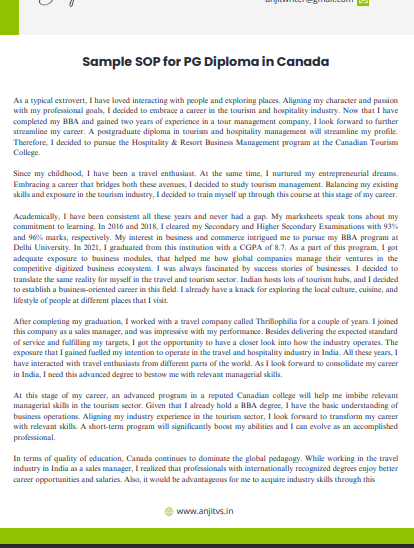 anjitwriter@gmail.com
Sample SOP for PG Diploma in Canada
As a typical extrovert, I have loved interacting with people and exploring places. Aligning my character and passion
with my professional goals, I decided to embrace a career in the tourism and hospitality industry. Now that I have
completed my BBA and gained two years of experience in a tour management company, I look forward to further
streamline my career. A postgraduate diploma in tourism and hospitality management will streamline my profile.
Therefore, I decided to pursue the Hospitality & Resort Business Management program at the Canadian Tourism
College.
Since my childhood, I have been a travel enthusiast. At the same time, I nurtured my entrepreneurial dreams.
Embracing a career that bridges both these avenues, I decided to study tourism management. Balancing my existing
skills and exposure in the tourism industry, I decided to train myself up through this course at this stage of my career.
Academically, I have been consistent all these years and never had a gap. My marksheets speak tons about my
commitment to learning. In 2016 and 2018, I cleared my Secondary and Higher Secondary Examinations with 93%
and 96% marks, respectively. My interest in business and commerce intrigued me to pursue my BBA program at
Delhi University. In 2021, I graduated from this institution with a CGPA of 8.7. As a part of this program, I got
adequate exposure to business modules, that helped me how global companies manage their ventures in the
competitive digitized business ecosystem. I was always fascinated by success stories of businesses. I decided to
translate the same reality for myself in the travel and tourism sector. Indian hosts lots of tourism hubs, and I decided
to establish a business-oriented career in this field. I already have a knack for exploring the local culture, cuisine, and
lifestyle of people at different places that I visit.
After completing my graduation, I worked with a travel company called Thrillophilia for a couple of years. I joined
this company as a sales manager, and was impressive with my performance. Besides delivering the expected standard
of service and fulfilling my targets, I got the opportunity to have a closer look into how the industry operates. The
exposure that I gained fuelled my intention to operate in the travel and hospitality industry in India. All these years, I
have interacted with travel enthusiasts from different parts of the world. As I look forward to consolidate my career
in India, I need this advanced degree to bestow me with relevant managerial skills.
At this stage of my career, an advanced program in a reputed Canadian college will help me imbibe relevant
managerial skills in the tourism sector. Given that I already hold a BBA degree, I have the basic understanding of
business operations. Aligning my industry experience in the tourism sector, I look forward to transform my career
with relevant skills. A short-term program will significantly boost my abilities and I can evolve as an accomplished
professional.
In terms of quality of education, Canada continues to dominate the global pedagogy. While working in the travel
industry in India as a sales manager, I realized that professionals with internationally recognized degrees enjoy better
career opportunities and salaries. Also, it would be advantageous for me to acquire industry skills through this
www.anjitvs.in